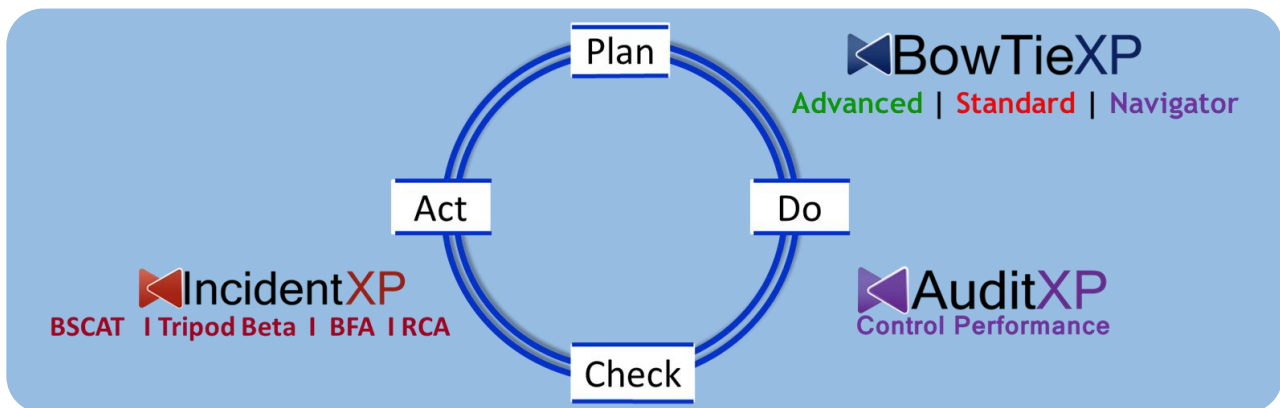 Plan
BowTieXP
Advanced | Standard | Navigator
Act
Do
IncidentXP
BSCAT I Tripod Beta I BFA I RCA
AuditXP
Control Performance
Check